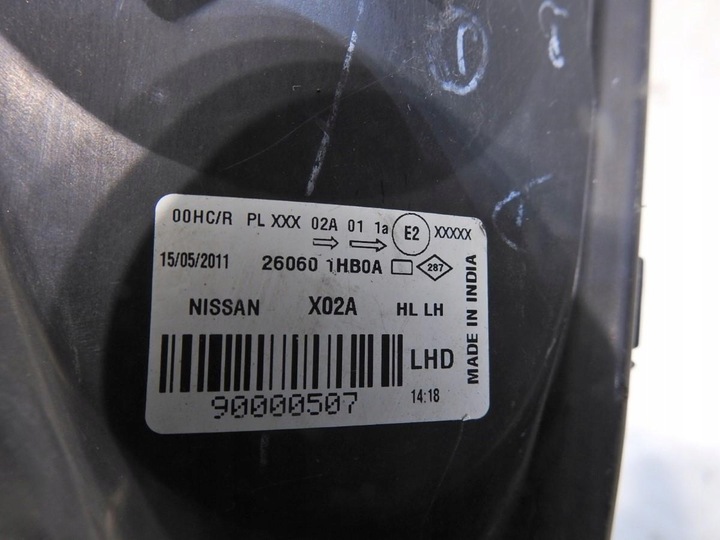 00HC/R PL XXX 02A 01 1a E2 XXXXX
15/05/2011 26060 1HB0A 287
NISSAN X02A HL LH
LHD
90000507 14:18
MADE IN INDIA